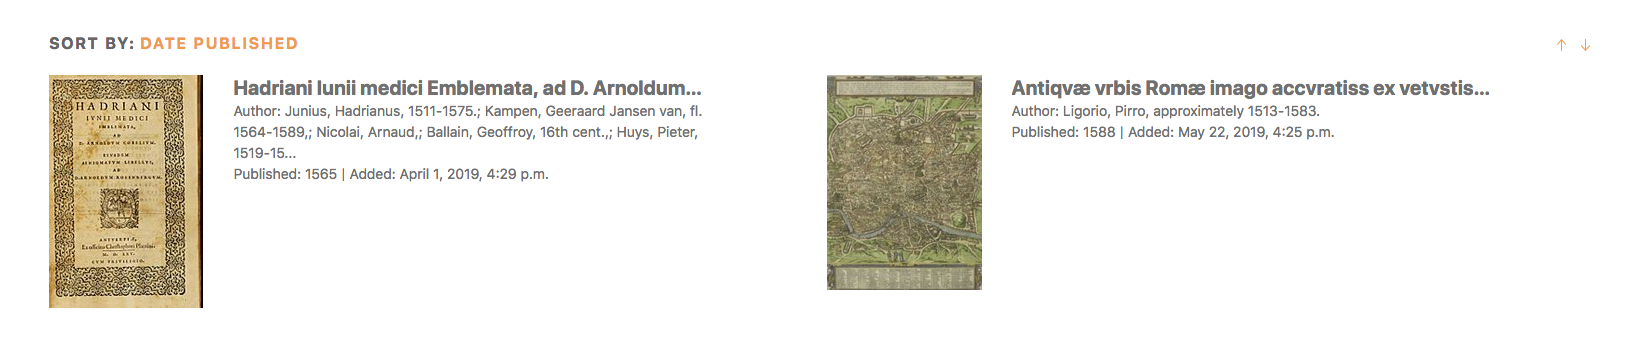 SORT BY: DATE PUBLISHED ↑ ↓
Hadriani Iunii medici Emblemata, ad D. Arnoldum...
Author: Junius, Hadrianus, 1511-1575.; Kampen, Geeraard Jansen van, fl.
1564-1589,; Nicolai, Arnaud,; Ballain, Geoffroy, 16th cent.,; Huys, Pieter,
1519-15...
Published: 1565 | Added: April 1, 2019, 4:29 p.m.
HADRIANI
IVNII MEDICI
EMBLEMATA,
AD
D. ARNOLDVM COBELIVM.
EIVSDEM
AENIGMATVM LIBELLVS,
AD
D. ARNOLDVM ROSENBERGVM.
ANTVERPIÆ,
Ex officina Christophori Plantini.
M. D. LXV.
CVM PRIVILEGIO.
Antiqvæ vrbis Romæ imago accvratiss ex vetvstis...
Author: Ligorio, Pirro, approximately 1513-1583.
Published: 1588 | Added: May 22, 2019, 4:25 p.m.